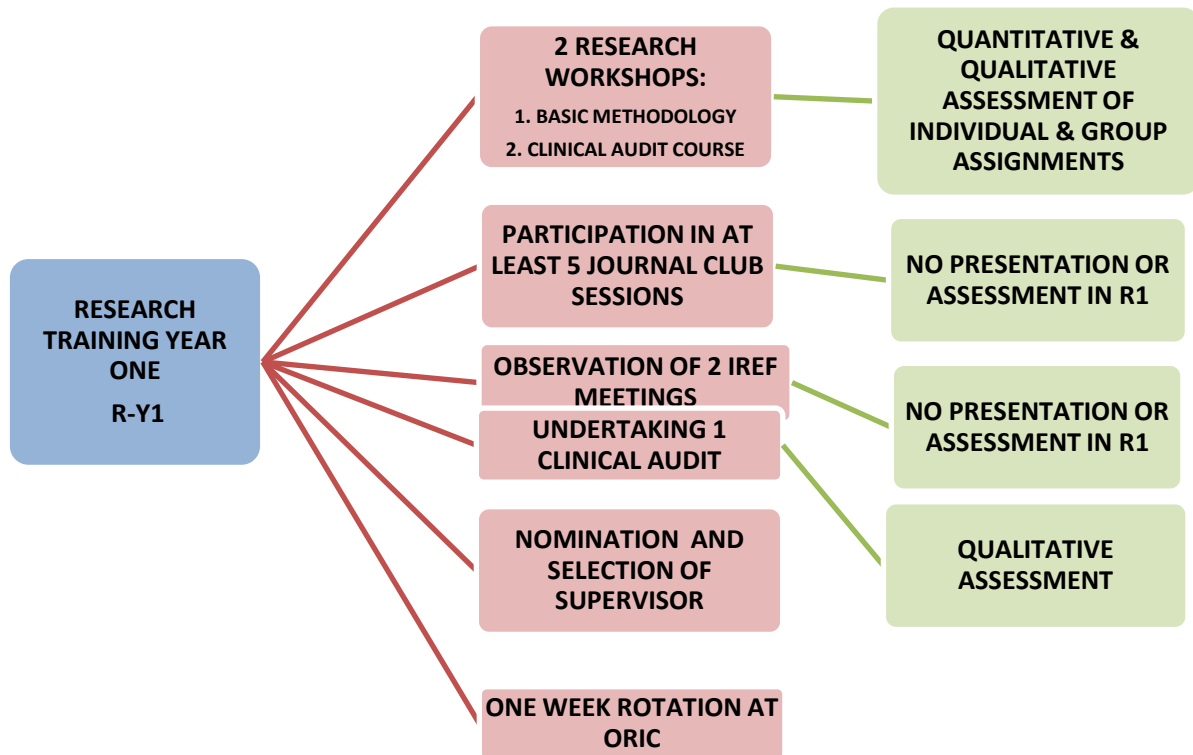 RESEARCH
TRAINING YEAR
ONE
R-Y1
2 RESEARCH
WORKSHOPS:
1. BASIC METHODOLOGY
2. CLINICAL AUDIT COURSE
QUANTITATIVE &
QUALITATIVE
ASSESSMENT OF
INDIVIDUAL & GROUP
ASSIGNMENTS
PARTICIPATION IN AT
LEAST 5 JOURNAL CLUB
SESSIONS
NO PRESENTATION OR
ASSESSMENT IN R1
OBSERVATION OF 2 IREF
MEETINGS
NO PRESENTATION OR
ASSESSMENT IN R1
UNDERTAKING 1
CLINICAL AUDIT
QUALITATIVE
ASSESSMENT
NOMINATION AND
SELECTION OF
SUPERVISOR
ONE WEEK ROTATION AT
ORIC